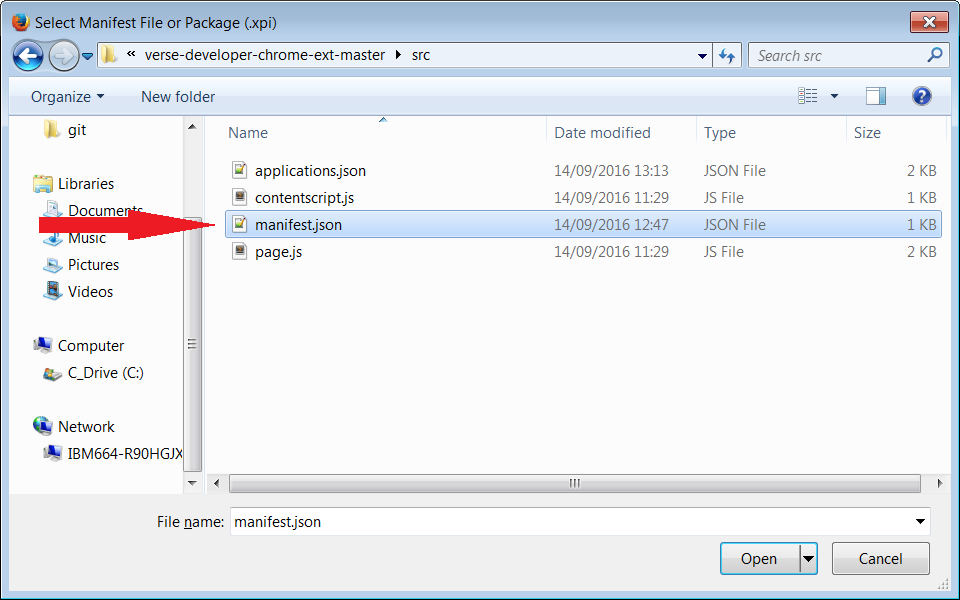 Select Manifest File or Package (.xpi)
« verse-developer-chrome-ext-master src
Search src
Organize New folder
git
Libraries
Documents
Music
Pictures
Videos
Computer
C_Drive (C:)
Network
IBM664-R90HGJX
Name Date modified Type Size
applications.json 14/09/2016 13:13 JSON File 2 KB
contentscript.js 14/09/2016 11:29 JS File 1 KB
manifest.json 14/09/2016 12:47 JSON File 1 KB
page.js 14/09/2016 11:29 JS File 2 KB
File name: manifest.json
Open Cancel